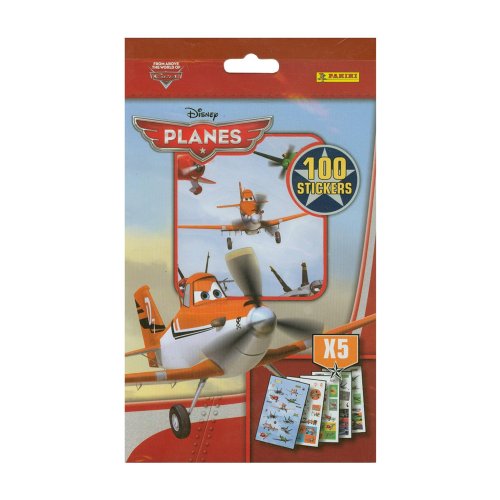 FROM ABOVE
THE WORLD OF
Cars
PANINI
Disney
PLANES
100
STICKERS
X5